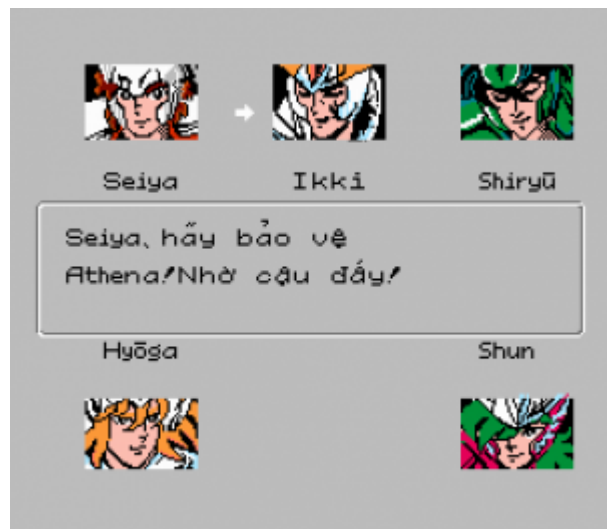 Seiya Ikki Shiryū
Seiya, hãy bảo vệ
Athena!Nhờ cậu đấy!
Hyōga Shun